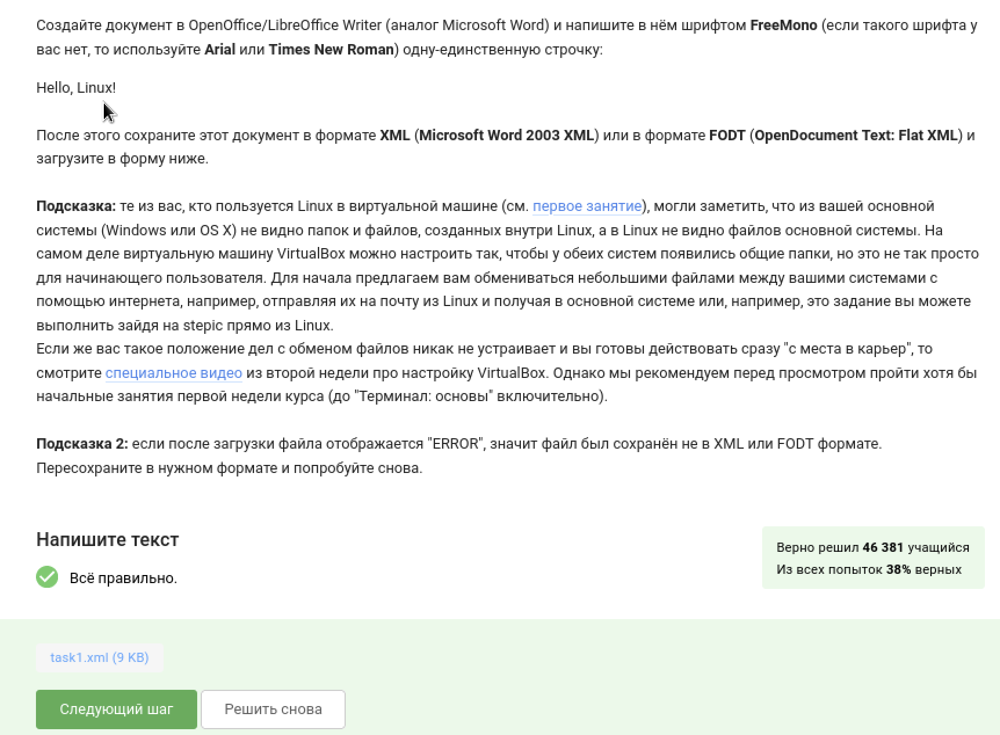 Создайте документ в OpenOffice/LibreOffice Writer (аналог Microsoft Word) и напишите в нём шрифтом FreeMono (если такого шрифта у
вас нет, то используйте Arial или Times New Roman) одну-единственную строчку:
Hello, Linux!
После этого сохраните этот документ в формате XML (Microsoft Word 2003 XML) или в формате FODT (OpenDocument Text: Flat XML) и
загрузите в форму ниже.
Подсказка: те из вас, кто пользуется Linux в виртуальной машине (см. первое занятие), могли заметить, что из вашей основной
системы (Windows или OS X) не видно папок и файлов, созданных внутри Linux, а в Linux не видно файлов основной системы. На
самом деле виртуальную машину VirtualBox можно настроить так, чтобы у обеих систем появились общие папки, но это не так просто
для начинающего пользователя. Для начала предлагаем вам обмениваться небольшими файлами между вашими системами с
помощью интернета, например, отправляя их на почту из Linux и получая в основной системе или, например, это задание вы можете
выполнить зайдя на stepic прямо из Linux.
Если же вас такое положение дел с обменом файлов никак не устраивает и вы готовы действовать сразу "с места в карьер", то
смотрите специальное видео из второй недели про настройку VirtualBox. Однако мы рекомендуем перед просмотром пройти хотя бы
начальные занятия первой недели курса (до "Терминал: основы" включительно).
Подсказка 2: если после загрузки файла отображается "ERROR", значит файл был сохранён не в XML или FODT формате.
Пересохраните в нужном формате и попробуйте снова.
Напишите текст
Верно решил 46 381 учащийся
Из всех попыток 38% верных
Всё правильно.
task1.xml (9 KB)
Следующий шаг
Решить снова